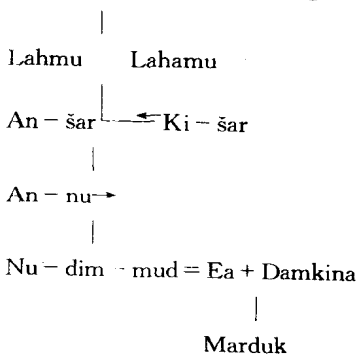 Lahmu Lahamu
An – šar Ki – šar
An – nu
Nu – dim – mud = Ea + Damkina
Marduk